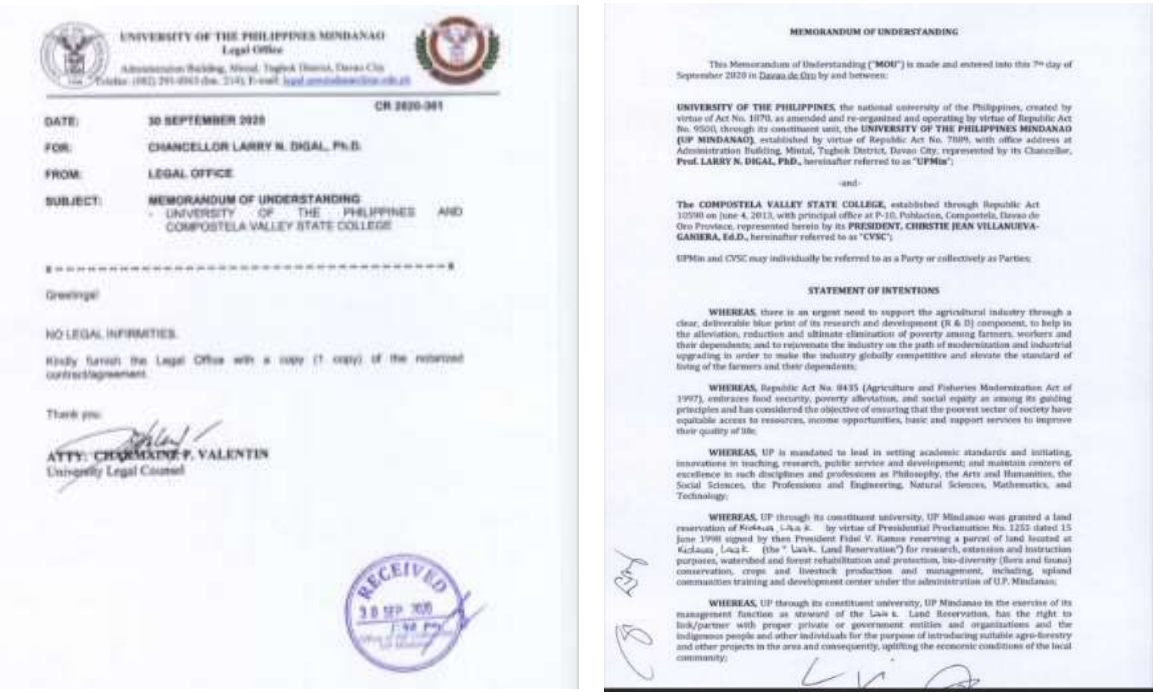 UNIVERSITY OF THE PHILIPPINES MINDANAO
Legal Office
Administration Building, Mintal, Tugbok District, Davao City
CR 2020-361
DATE: 30 SEPTEMBER 2020
FOR: CHANCELLOR LARRY N. DIGAL, Ph.D.
FROM: LEGAL OFFICE
SUBJECT: MEMORANDUM OF UNDERSTANDING
- UNIVERSITY OF THE PHILIPPINES AND
COMPOSTELA VALLEY STATE COLLEGE
Greetings!
NO LEGAL INFIRMITIES.
Kindly furnish the Legal Office with a copy (1 copy) of the notarized
contract/agreement.
Thank you.
ATTY. CHARMAINE P. VALENTIN
University Legal Counsel
RECEIVED
30 SEP 2020
MEMORANDUM OF UNDERSTANDING
This Memorandum of Understanding ("MOU") is made and entered into this 7th day of
September 2020 in Davao de Oro by and between:
UNIVERSITY OF THE PHILIPPINES, the national university of the Philippines, created by
virtue of Act No. 1870, as amended and re-organized and operating by virtue of Republic Act
No. 9500, through its constituent unit, the UNIVERSITY OF THE PHILIPPINES MINDANAO
(UP MINDANAO), established by virtue of Republic Act No. 7889, with office address at
Administration Building, Mintal, Tugbok District, Davao City, represented by its Chancellor,
Prof. LARRY N. DIGAL, PhD., hereinafter referred to as "UPMin";
-and-
The COMPOSTELA VALLEY STATE COLLEGE, established through Republic Act
10598 on June 4, 2013, with principal office at P-10, Poblacion, Compostela, Davao de
Oro Province, represented herein by its PRESIDENT, CHIRSTIE JEAN VILLANUEVA-
GANIERA, Ed.D., hereinafter referred to as "CVSC";
UPMin and CVSC may individually be referred to as a Party or collectively as Parties;
STATEMENT OF INTENTIONS
WHEREAS, there is an urgent need to support the agricultural industry through a
clear, deliverable blue print of its research and development (R & D) component, to help in
the alleviation, reduction and ultimate elimination of poverty among farmers, workers and
their dependents; and to rejuvenate the industry on the path of modernization and industrial
upgrading in order to make the industry globally competitive and elevate the standard of
living of the farmers and their dependents;
WHEREAS, Republic Act No. 8435 (Agriculture and Fisheries Modernization Act of
1997), embraces food security, poverty alleviation, and social equity as among its guiding
principles and has considered the objective of ensuring that the poorest sector of society have
equitable access to resources, income opportunities, basic and support services to improve
their quality of life;
WHEREAS, UP is mandated to lead in setting academic standards and initiating,
innovations in teaching, research, public service and development; and maintain centers of
excellence in such disciplines and professions as Philosophy, the Arts and Humanities, the
Social Sciences, the Professions and Engineering, Natural Sciences, Mathematics, and
Technology;
WHEREAS, UP through its constituent university, UP Mindanao was granted a land
reservation of Kidawa, Laak by virtue of Presidential Proclamation No. 1253 dated 15
June 1998 signed by then President Fidel V. Ramos reserving a parcel of land located at
Kidawa, Laak (the " Laak Land Reservation") for research, extension and instruction
purposes, watershed and forest rehabilitation and protection, bio-diversity (flora and fauna)
conservation, crops and livestock production and management, including, upland
communities training and development center under the administration of U.P. Mindanao;
WHEREAS, UP through its constituent university, UP Mindanao in the exercise of its
management function as steward of the Laak Land Reservation, has the right to
link/partner with proper private or government entities and organizations and the
indigenous people and other individuals for the purpose of introducing suitable agro-forestry
and other projects in the area and consequently, uplifting the economic conditions of the local
community;